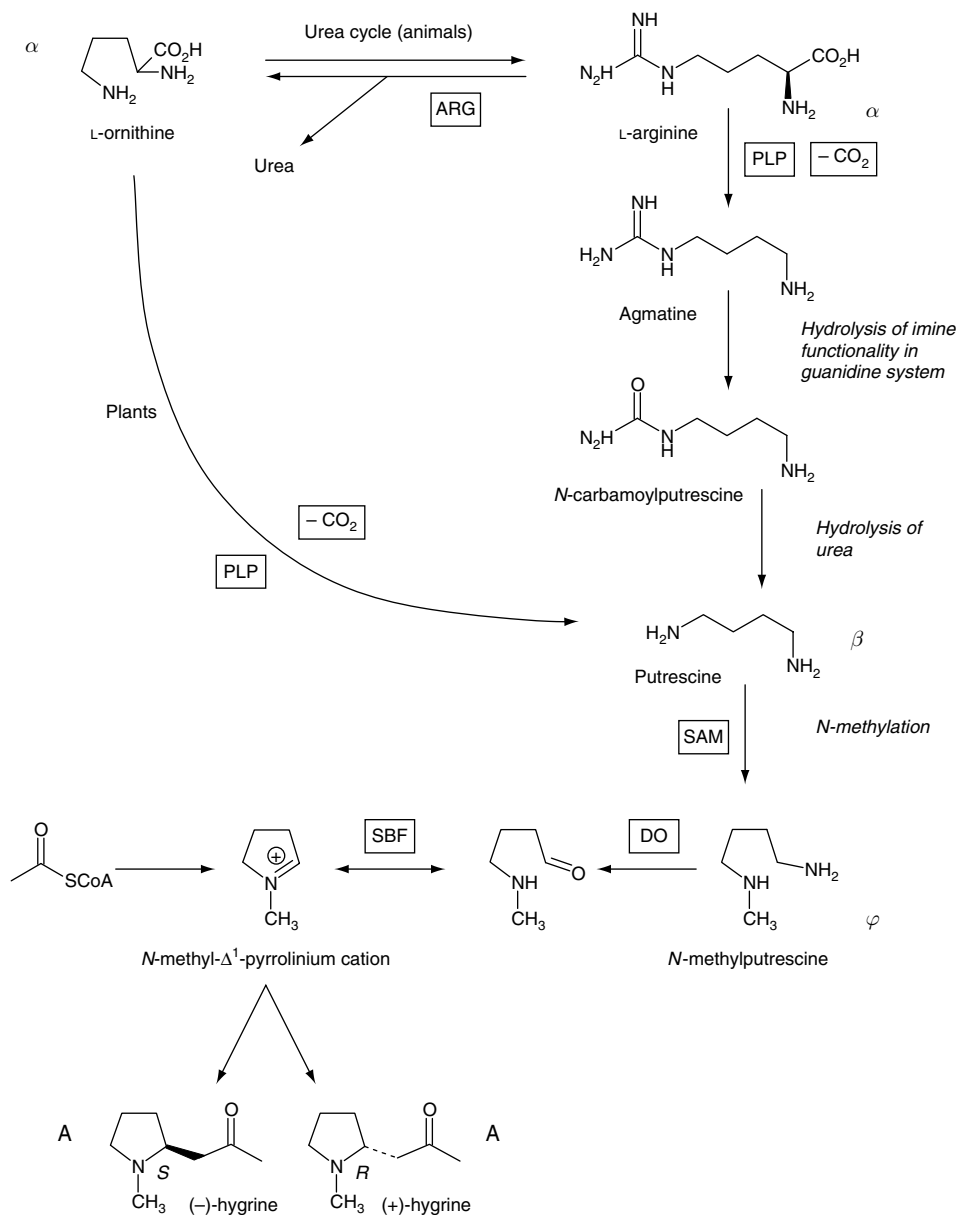 Urea cycle (animals)
α
CO₂H
NH₂
NH₂
L-ornithine
ARG
Urea
NH
N₂H
N
H
CO₂H
NH₂
L-arginine
α
PLP
– CO₂
NH
H₂N
N
H
NH₂
Agmatine
Hydrolysis of imine
functionality in
guanidine system
Plants
O
N₂H
N
H
NH₂
N-carbamoylputrescine
– CO₂
PLP
Hydrolysis of
urea
H₂N
NH₂
β
Putrescine
SAM
N-methylation
O
SCoA
+
N
CH₃
SBF
NH
O
CH₃
DO
NH
NH₂
CH₃
φ
N-methyl-Δ¹-pyrrolinium cation
N-methylputrescine
A
O
N
S
CH₃
(–)-hygrine
O
N
R
CH₃
(+)-hygrine
A